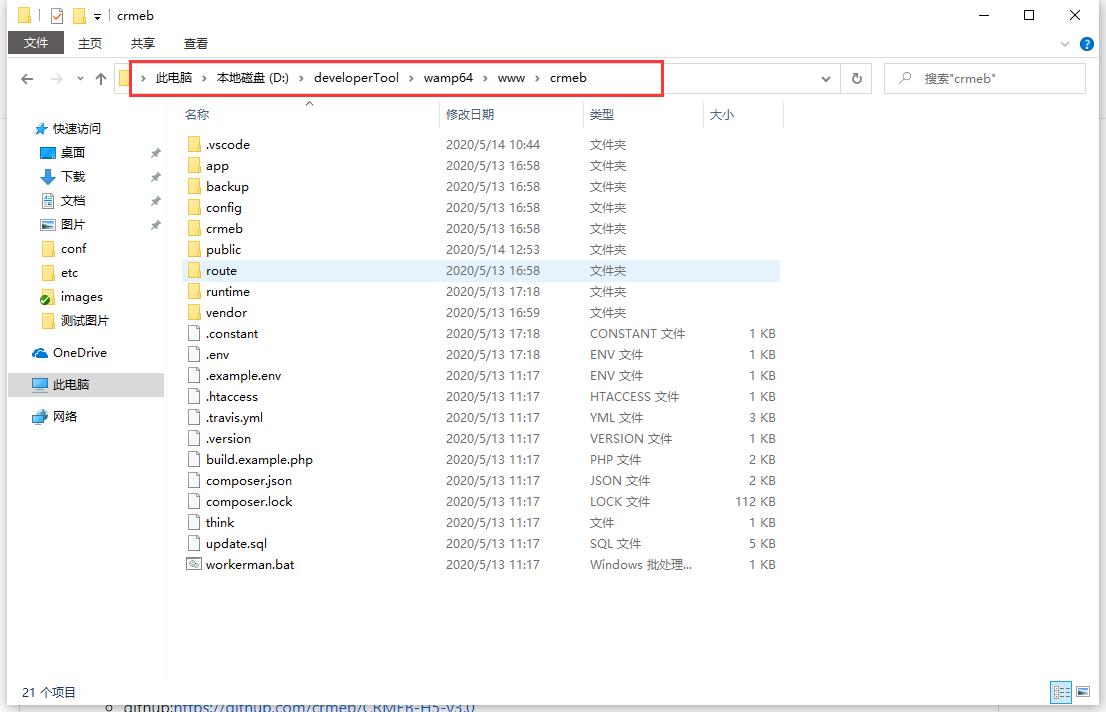 crmeb
文件 主页 共享 查看
此电脑 › 本地磁盘 (D:) › developerTool › wamp64 › www › crmeb 搜索"crmeb"
名称 修改日期 类型 大小
快速访问
桌面
下载
文档
图片
conf
etc
images
测试图片
OneDrive
此电脑
网络
.vscode 2020/5/14 10:44 文件夹
app 2020/5/13 16:58 文件夹
backup 2020/5/13 16:58 文件夹
config 2020/5/13 16:58 文件夹
crmeb 2020/5/13 16:58 文件夹
public 2020/5/14 12:53 文件夹
route 2020/5/13 16:58 文件夹
runtime 2020/5/13 17:18 文件夹
vendor 2020/5/13 16:59 文件夹
.constant 2020/5/13 17:18 CONSTANT 文件 1 KB
.env 2020/5/13 17:18 ENV 文件 1 KB
.example.env 2020/5/13 11:17 ENV 文件 1 KB
.htaccess 2020/5/13 11:17 HTACCESS 文件 1 KB
.travis.yml 2020/5/13 11:17 YML 文件 3 KB
.version 2020/5/13 11:17 VERSION 文件 1 KB
build.example.php 2020/5/13 11:17 PHP 文件 2 KB
composer.json 2020/5/13 11:17 JSON 文件 2 KB
composer.lock 2020/5/13 11:17 LOCK 文件 112 KB
think 2020/5/13 11:17 文件 1 KB
update.sql 2020/5/13 11:17 SQL 文件 5 KB
workerman.bat 2020/5/13 11:17 Windows 批处理... 1 KB
21 个项目
github:https://github.com/crmeb/CRMEB-H5-V3.0